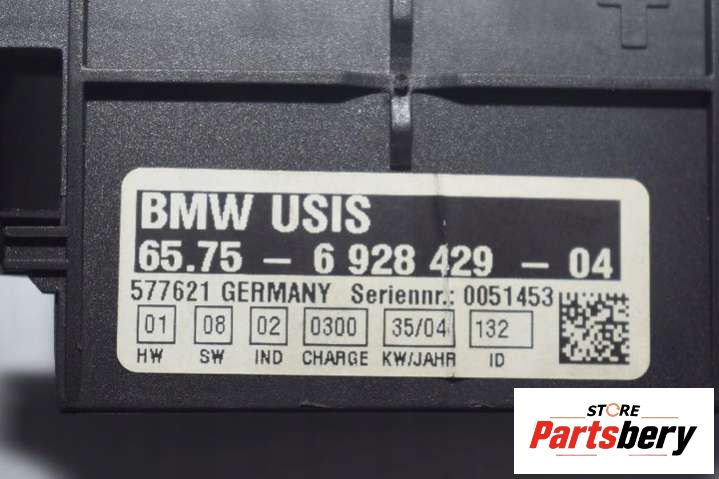 BMW USIS
65.75 - 6 928 429 - 04
577621 GERMANY Seriennr.: 0051453
01 08 02 0300 35/04 132
HW SW IND CHARGE KW/JAHR ID
STORE
Partsbery